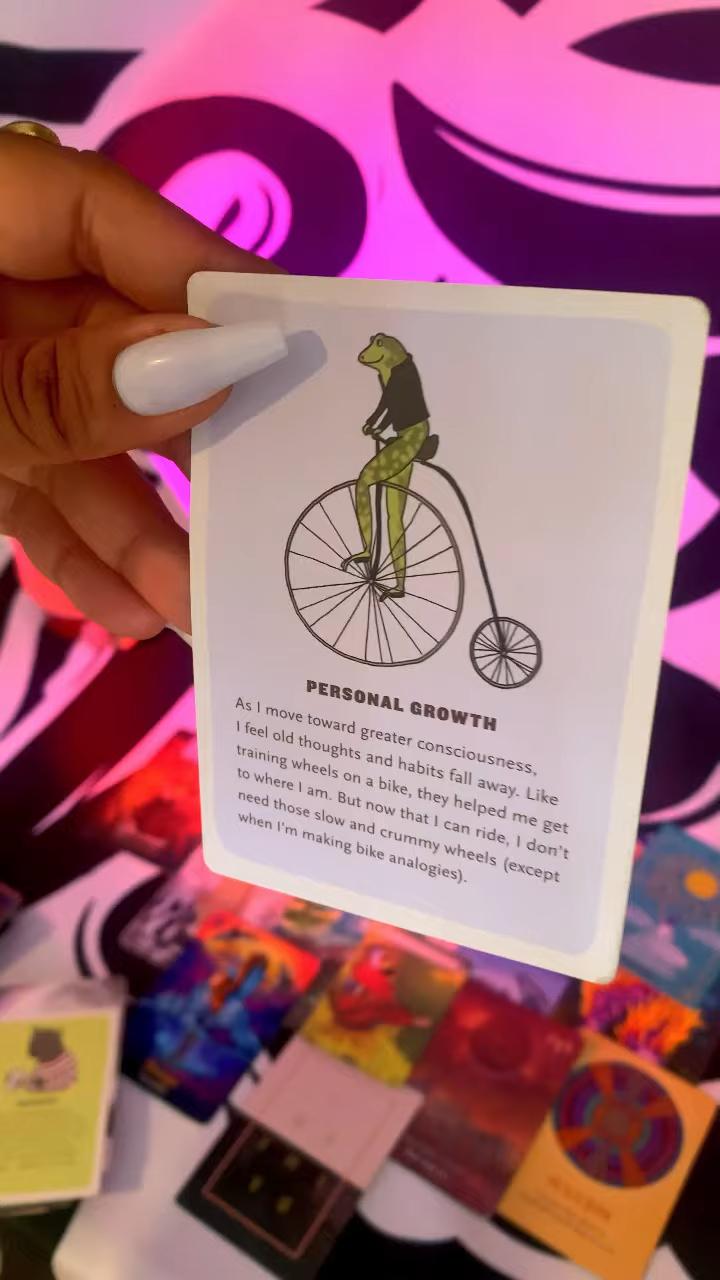 PERSONAL GROWTH
As I move toward greater consciousness,
I feel old thoughts and habits fall away. Like
training wheels on a bike, they helped me get
to where I am. But now that I can ride, I don't
need those slow and crummy wheels (except
when I'm making bike analogies).